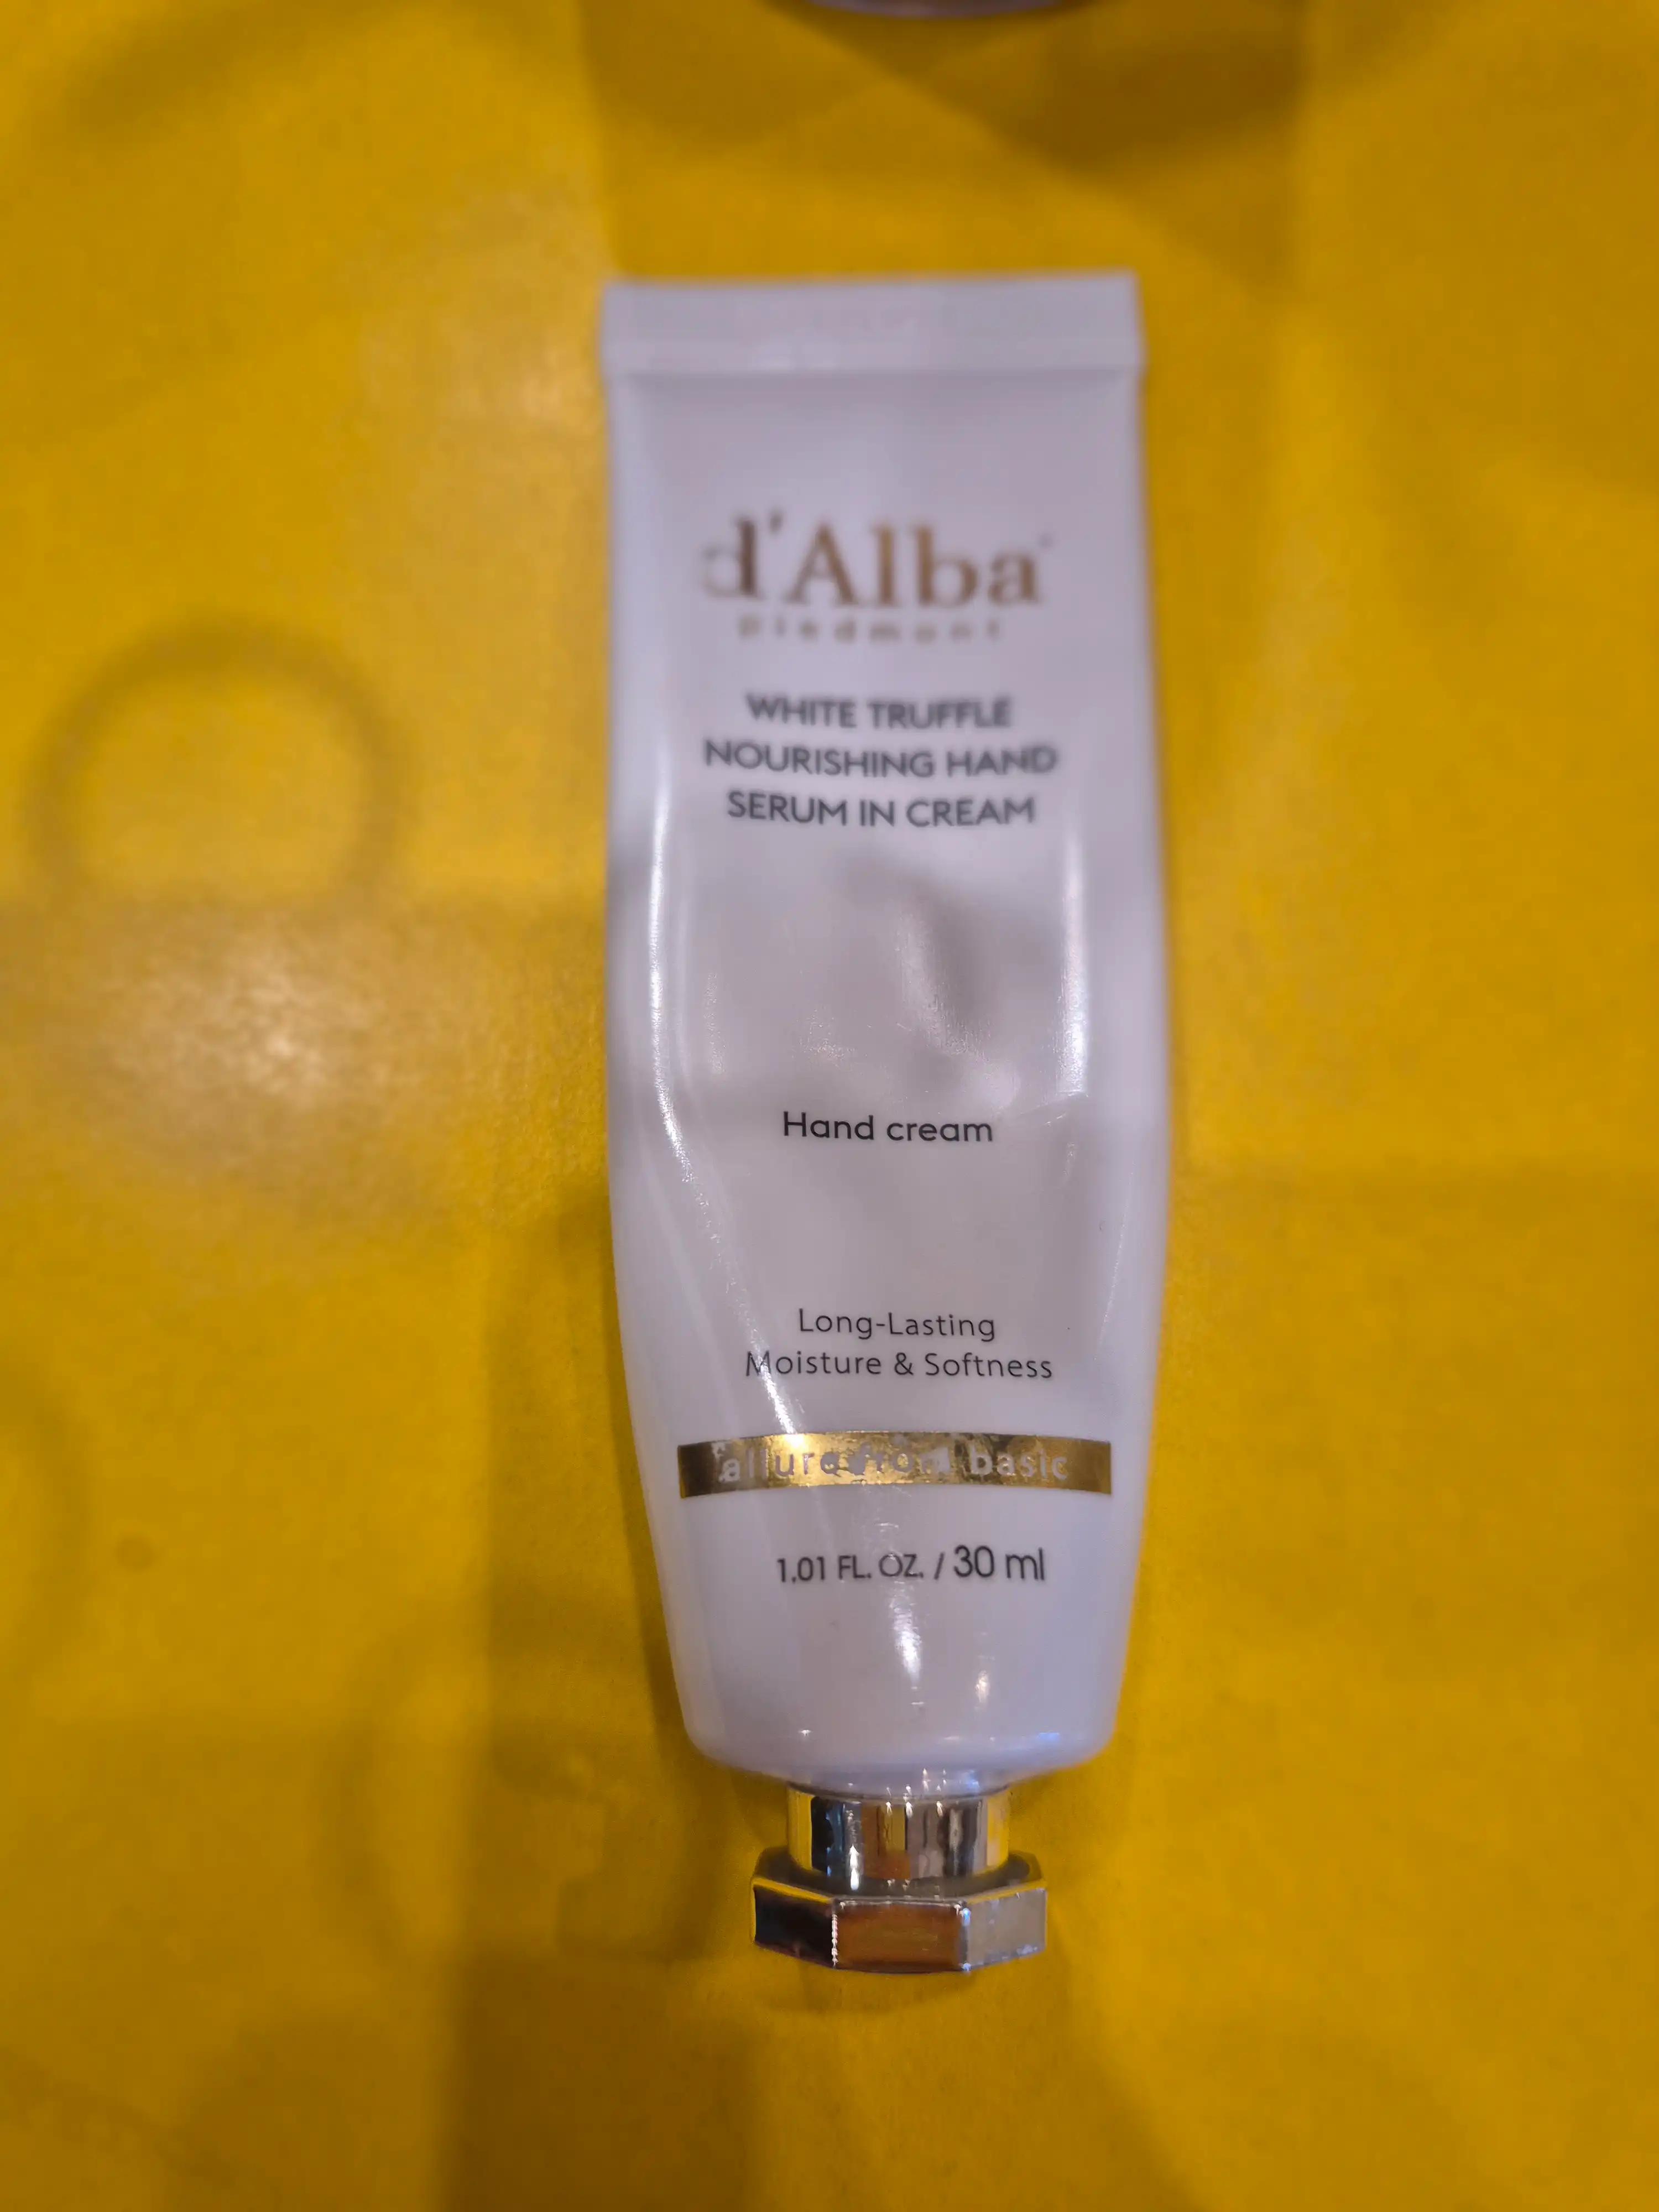 d'Alba
piedmont
WHITE TRUFFLE
NOURISHING HAND
SERUM IN CREAM
Hand cream
Long-Lasting
Moisture & Softness
allure from basic
1.01 FL. OZ. / 30 ml